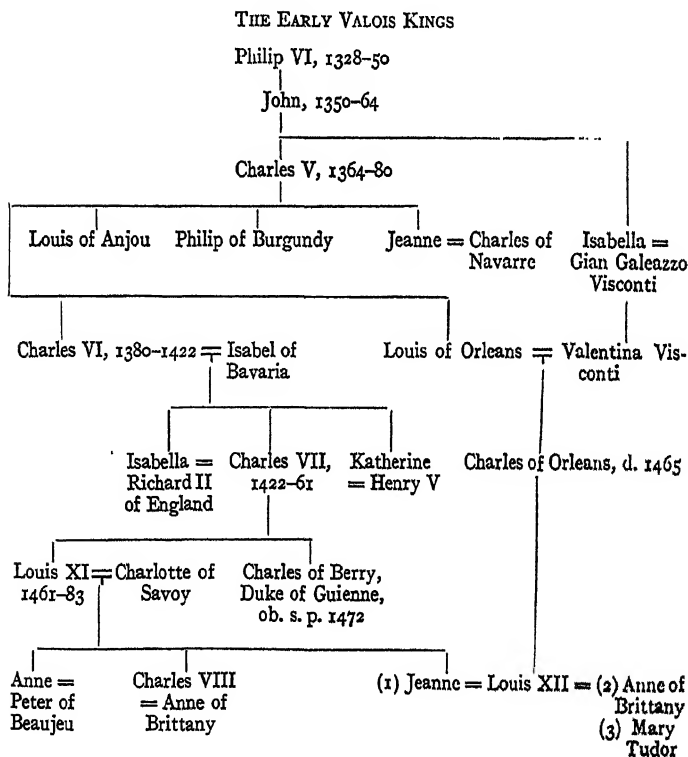 THE EARLY VALOIS KINGS
Philip VI, 1328–50
John, 1350–64
Charles V, 1364–80
Louis of Anjou
Philip of Burgundy
Jeanne = Charles of
Navarre
Isabella =
Gian Galeazzo
Visconti
Charles VI, 1380–1422 = Isabel of
Bavaria
Louis of Orleans = Valentina Vis-
conti
Isabella =
Richard II
of England
Charles VII,
1422–61
Katherine
= Henry V
Charles of Orleans, d. 1465
Louis XI = Charlotte of
1461–83 Savoy
Charles of Berry,
Duke of Guienne,
ob. s. p. 1472
Anne =
Peter of
Beaujeu
Charles VIII
= Anne of
Brittany
(1) Jeanne = Louis XII = (2) Anne of
Brittany
(3) Mary
Tudor